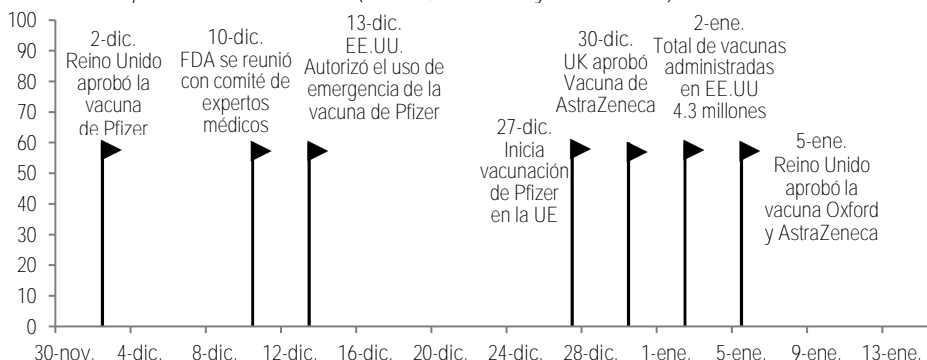 100
90
80
70
60
50
40
30
20
10
0
2-dic.
Reino Unido
aprobó la
vacuna
de Pfizer
10-dic.
FDA se reunió
con comité de
expertos
médicos
13-dic.
EE.UU.
Autorizó el uso de
emergencia de la
vacuna de Pfizer
27-dic.
Inicia
vacunación
de Pfizer
en la UE
30-dic.
UK aprobó
Vacuna de
AstraZeneca
2-ene.
Total de vacunas
administradas
en EE.UU
4.3 millones
5-ene.
Reino Unido
aprobó la
vacuna Oxford
y AstraZeneca
30-nov. 4-dic. 8-dic. 12-dic. 16-dic. 20-dic. 24-dic. 28-dic. 1-ene. 5-ene. 9-ene. 13-ene.